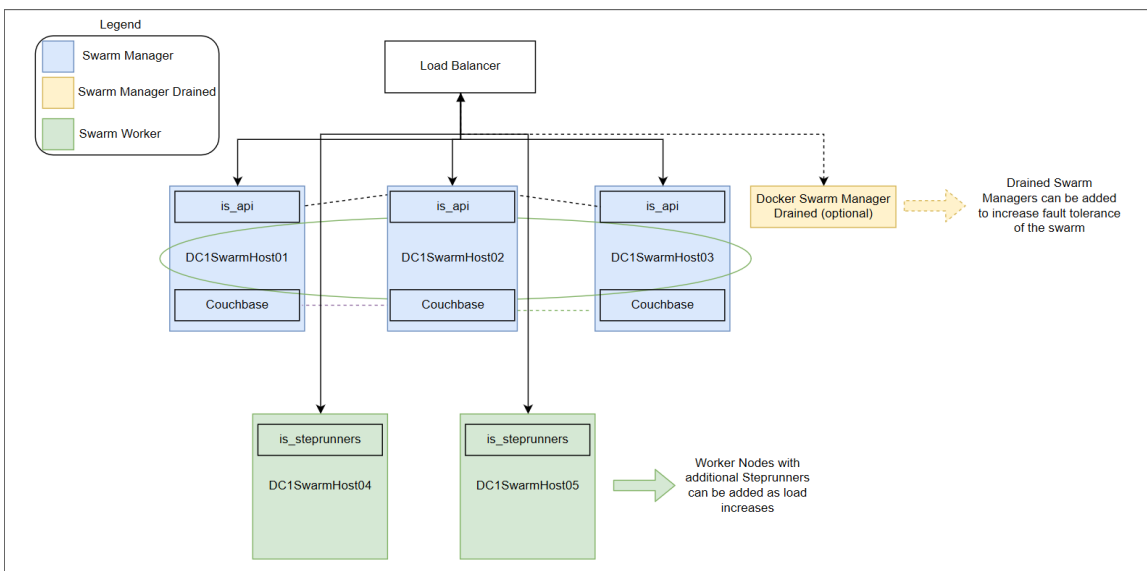 Legend
Swarm Manager
Swarm Manager Drained
Swarm Worker
Load Balancer
is_api
is_api
is_api
Docker Swarm Manager
Drained (optional)
Drained Swarm
Managers can be added
to increase fault tolerance
of the swarm
DC1SwarmHost01
DC1SwarmHost02
DC1SwarmHost03
Couchbase
Couchbase
Couchbase
is_steprunners
is_steprunners
DC1SwarmHost04
DC1SwarmHost05
Worker Nodes with
additional Steprunners
can be added as load
increases